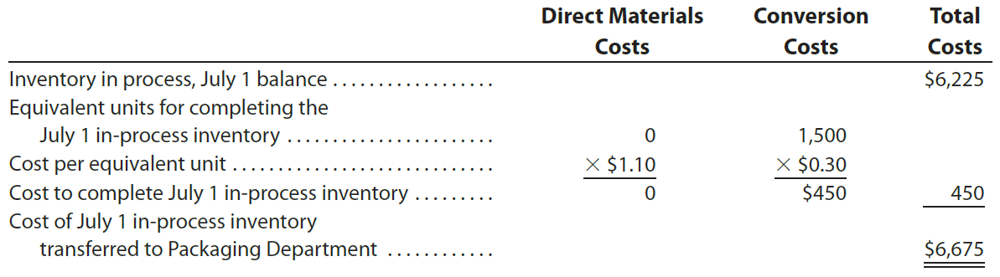 Direct Materials Conversion Total
Costs Costs Costs
Inventory in process, July 1 balance . . . . . . . . . . . . . . . . . . $6,225
Equivalent units for completing the
July 1 in-process inventory . . . . . . . . . . . . . . . . . . . . . . . 0 1,500
Cost per equivalent unit . . . . . . . . . . . . . . . . . . . . . . . . . . . . . × $1.10 × $0.30
Cost to complete July 1 in-process inventory . . . . . . . . . 0 $450 450
Cost of July 1 in-process inventory
transferred to Packaging Department . . . . . . . . . . . . $6,675